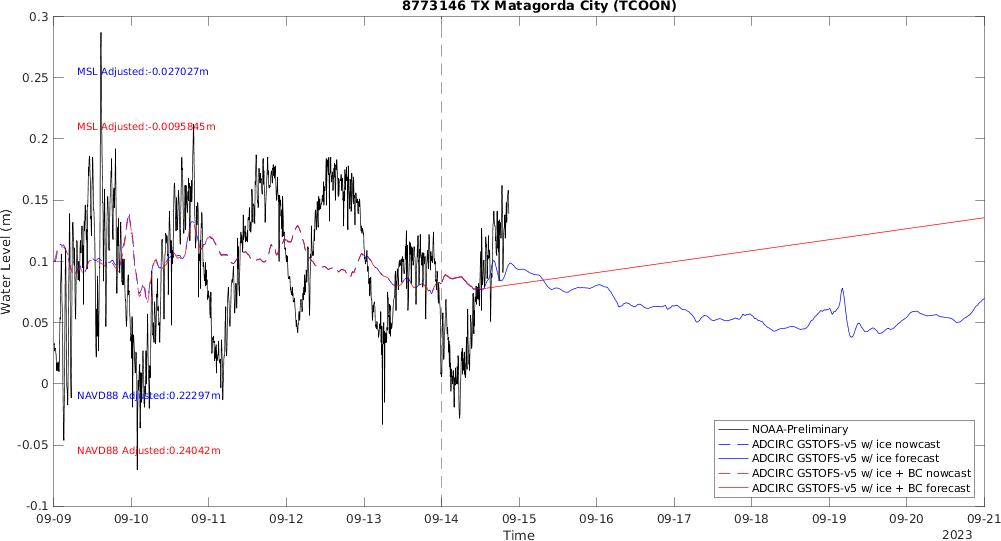 8773146 TX Matagorda City (TCOON)
0.3
0.25
0.2
0.15
0.1
0.05
0
-0.05
-0.1
Water Level (m)
MSL Adjusted:-0.027027m
MSL Adjusted:-0.0095845m
NAVD88 Adjusted:0.22297m
NAVD88 Adjusted:0.24042m
NOAA-Preliminary
ADCIRC GSTOFS-v5 w/ ice nowcast
ADCIRC GSTOFS-v5 w/ ice forecast
ADCIRC GSTOFS-v5 w/ ice + BC nowcast
ADCIRC GSTOFS-v5 w/ ice + BC forecast
09-09 09-10 09-11 09-12 09-13 09-14 09-15 09-16 09-17 09-18 09-19 09-20 09-21
Time
2023